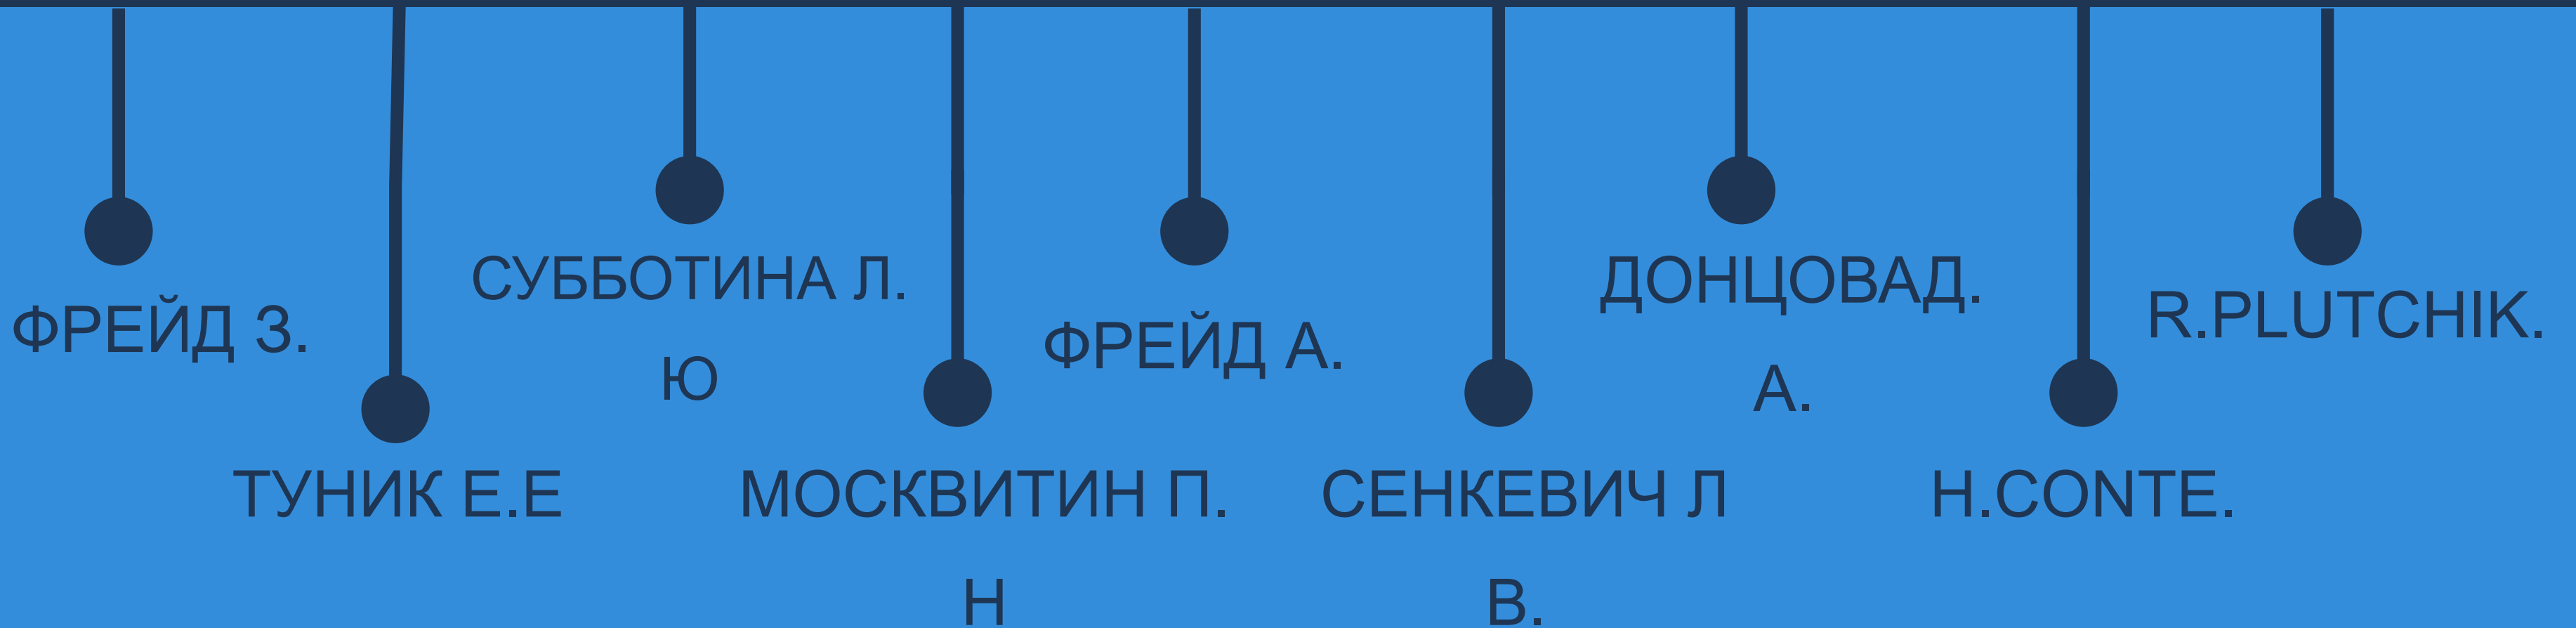 ФРЕЙД З.
ТУНИК Е.Е
СУББОТИНА Л.
Ю
МОСКВИТИН П.
Н
ФРЕЙД А.
СЕНКЕВИЧ Л
В.
ДОНЦОВАД.
А.
H.CONTE.
R.PLUTCHIK.